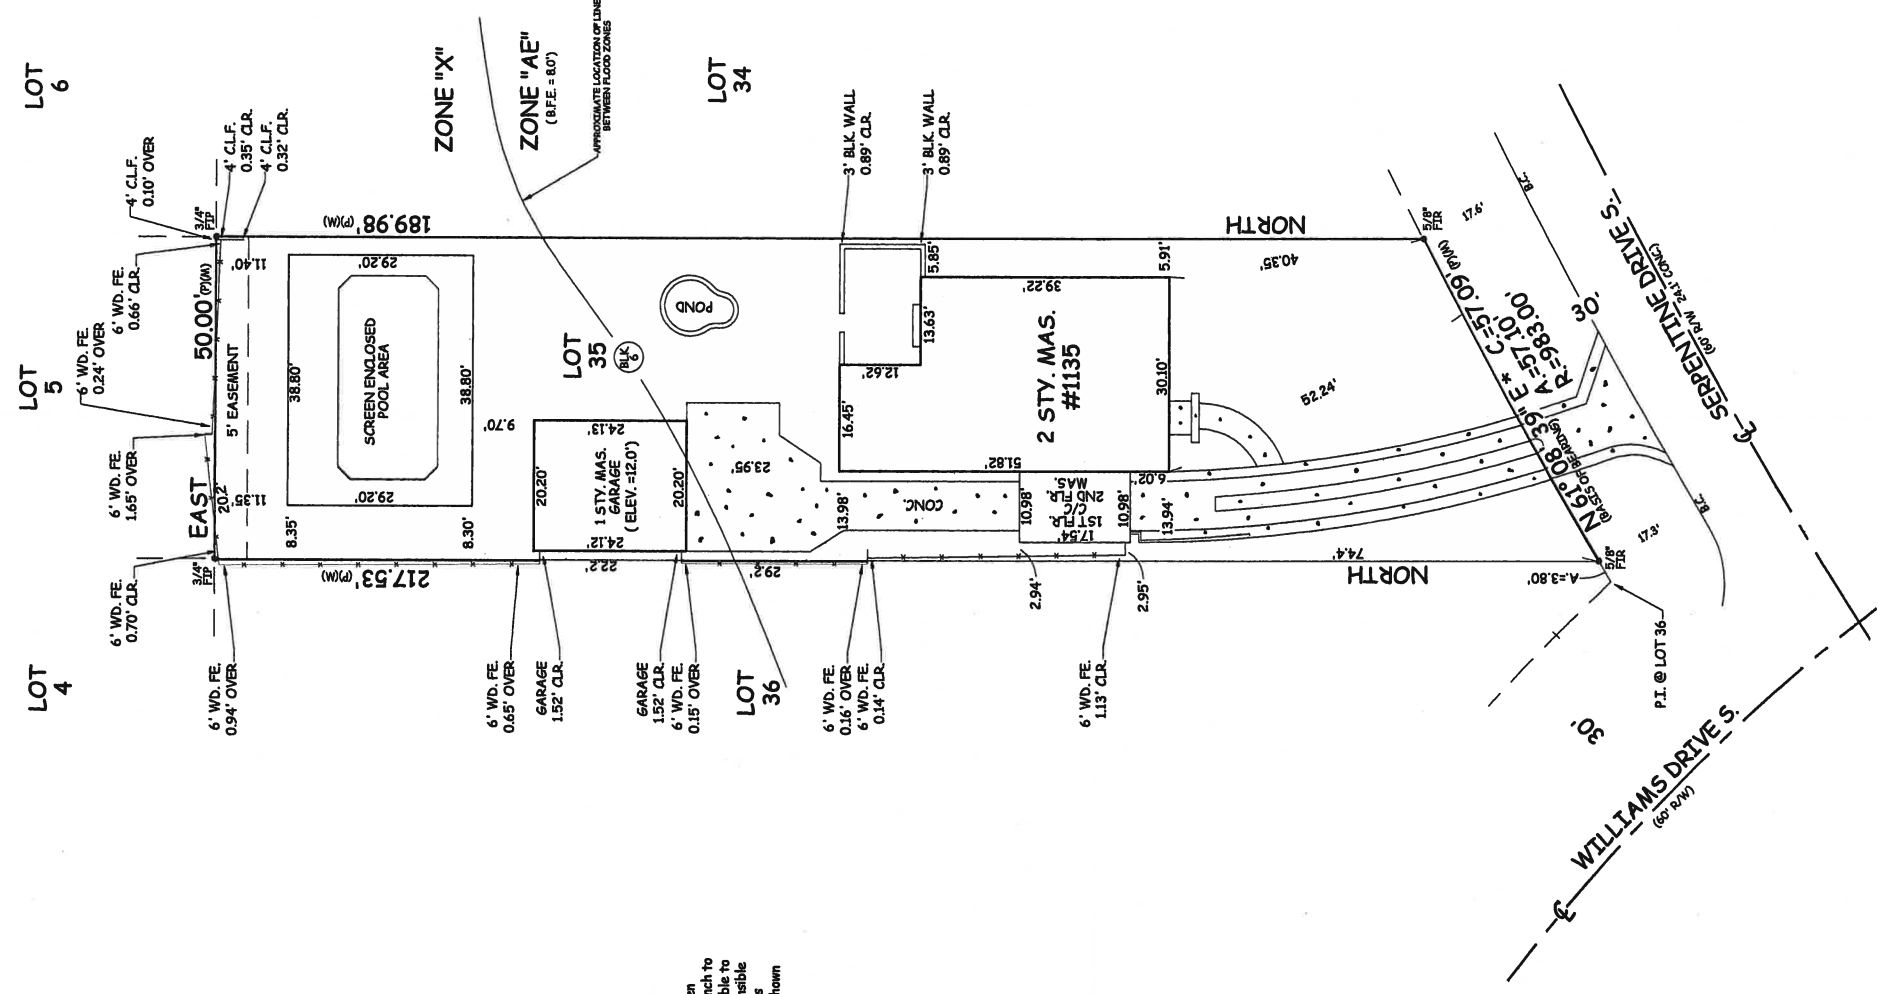 LOT
6
LOT
5
LOT
4
4' C.L.F.
0.10' OVER
4' C.L.F.
0.35' CLR.
4' C.L.F.
0.32' CLR.
3/4"
FIP
6' WD. FE.
0.66' CLR.
6' WD. FE.
0.24' OVER
6' WD. FE.
1.65' OVER
6' WD. FE.
0.70' CLR.
3/4"
FIP
6' WD. FE.
0.94' OVER
EAST
50.00' (P)(M)
20.2'
5' EASEMENT
11.40'
11.35'
189.98' (P)(M)
217.53' (P)(M)
29.20'
38.80'
SCREEN ENCLOSED
POOL AREA
38.80'
29.20'
8.35'
8.30'
9.70'
ZONE "X"
ZONE "AE"
( B.F.E. = 8.0')
APPROXIMATE LOCATION OF LINE
BETWEEN FLOOD ZONES
LOT
34
LOT
35
BLK
6
POND
20.20'
24.13'
1 STY. MAS.
GARAGE
( ELEV. =12.0')
24.12'
20.20'
22.2'
29.2'
6' WD. FE.
0.65' OVER
GARAGE
1.52' CLR.
GARAGE
1.52' CLR.
6' WD. FE.
0.15' OVER
LOT
36
6' WD. FE.
0.16' OVER
6' WD. FE.
0.14' CLR.
23.95'
13.98'
CONC.
3' BLK. WALL
0.89' CLR.
3' BLK. WALL
0.89' CLR.
5.85'
5.91'
13.63'
12.62'
16.45'
39.22'
2 STY. MAS.
#1135
30.10'
51.82'
6.02'
10.98'
2ND FLR.
MAS.
C/C
1ST FLR.
17.54'
10.98'
13.94'
2.94'
2.95'
6' WD. FE.
1.13' CLR.
NORTH
40.35'
52.24'
NORTH
74.4'
5/8"
FIR
5/8"
FIR
N 61° 08' 39" E *
(BASIS OF BEARING)
C.=57.09' (P)(M)
A.=57.10'
R.=983.00'
A.=3.80'
P.I. @ LOT 36
17.6'
B.C.
17.3'
B.C.
30.
SERPENTINE DRIVE S.
(60' R/W 24.1' CONC.)
30'
WILLIAMS DRIVE S.
(60' R/W)
en
nch to
ble to
nsible
s
hown